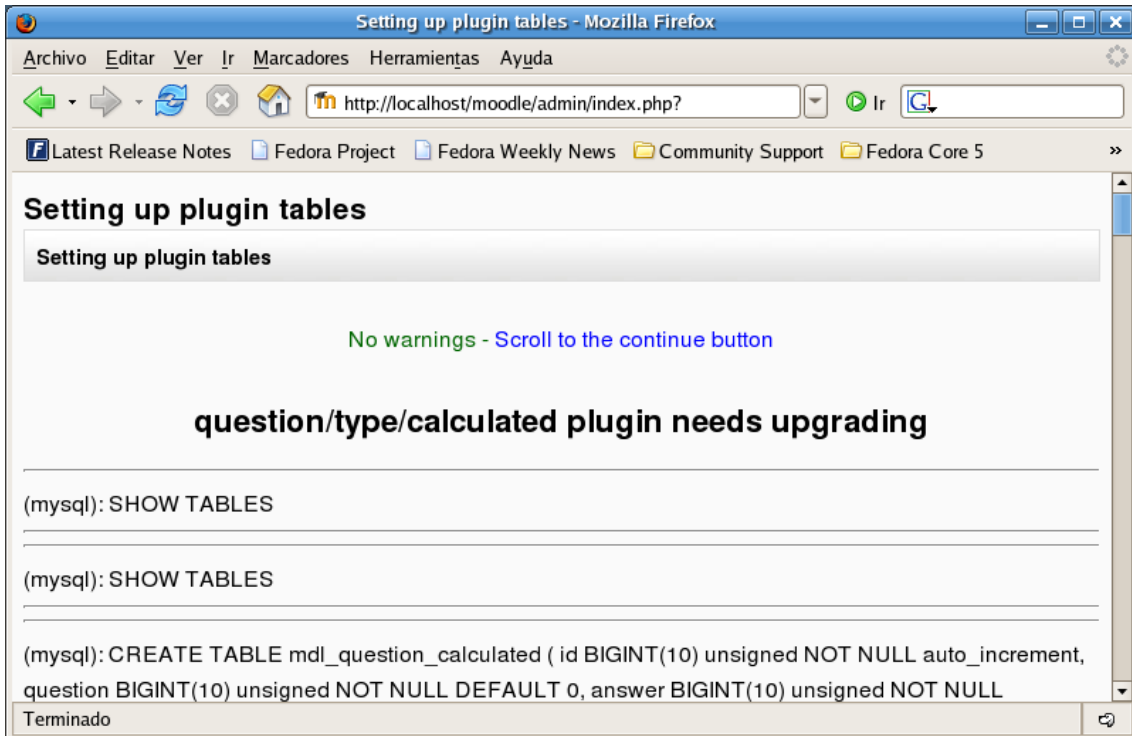 Setting up plugin tables - Mozilla Firefox
Archivo Editar Ver Ir Marcadores Herramientas Ayuda
http://localhost/moodle/admin/index.php? Ir G
Latest Release Notes Fedora Project Fedora Weekly News Community Support Fedora Core 5 »
Setting up plugin tables
Setting up plugin tables
No warnings - Scroll to the continue button
question/type/calculated plugin needs upgrading
(mysql): SHOW TABLES
(mysql): SHOW TABLES
(mysql): CREATE TABLE mdl_question_calculated ( id BIGINT(10) unsigned NOT NULL auto_increment,
question BIGINT(10) unsigned NOT NULL DEFAULT 0, answer BIGINT(10) unsigned NOT NULL
Terminado